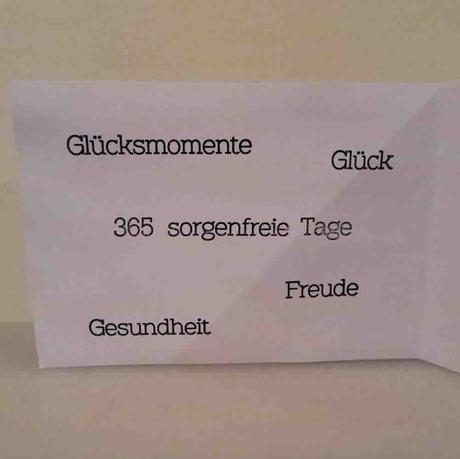 Glücksmomente
Glück
365 sorgenfreie Tage
Freude
Gesundheit